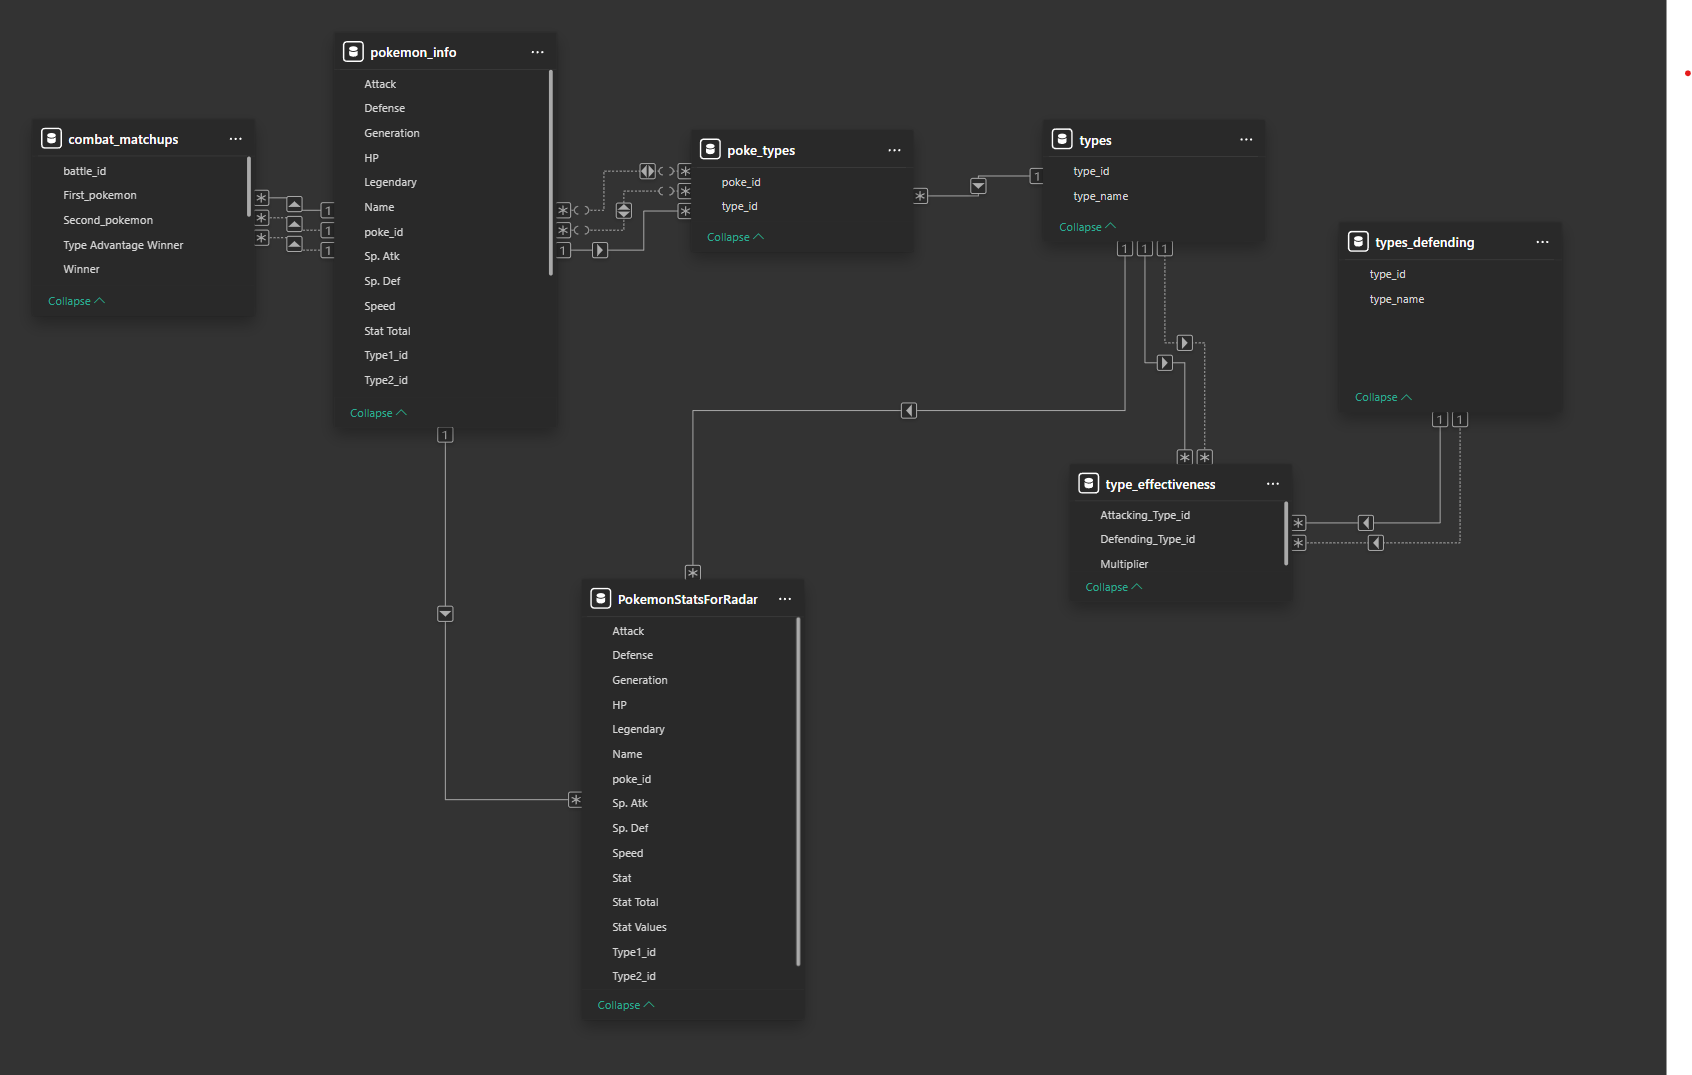 pokemon_info
Attack
Defense
Generation
HP
Legendary
Name
poke_id
Sp. Atk
Sp. Def
Speed
Stat Total
Type1_id
Type2_id
Collapse
combat_matchups
battle_id
First_pokemon
Second_pokemon
Type Advantage Winner
Winner
Collapse
poke_types
poke_id
type_id
Collapse
types
type_id
type_name
Collapse
types_defending
type_id
type_name
Collapse
type_effectiveness
Attacking_Type_id
Defending_Type_id
Multiplier
Collapse
PokemonStatsForRadar
Attack
Defense
Generation
HP
Legendary
Name
poke_id
Sp. Atk
Sp. Def
Speed
Stat
Stat Total
Stat Values
Type1_id
Type2_id
Collapse
* 1
* 1
* 1
* *
* *
1 *
* 1
1 1 1
* *
1 1
*
*
1
*
*